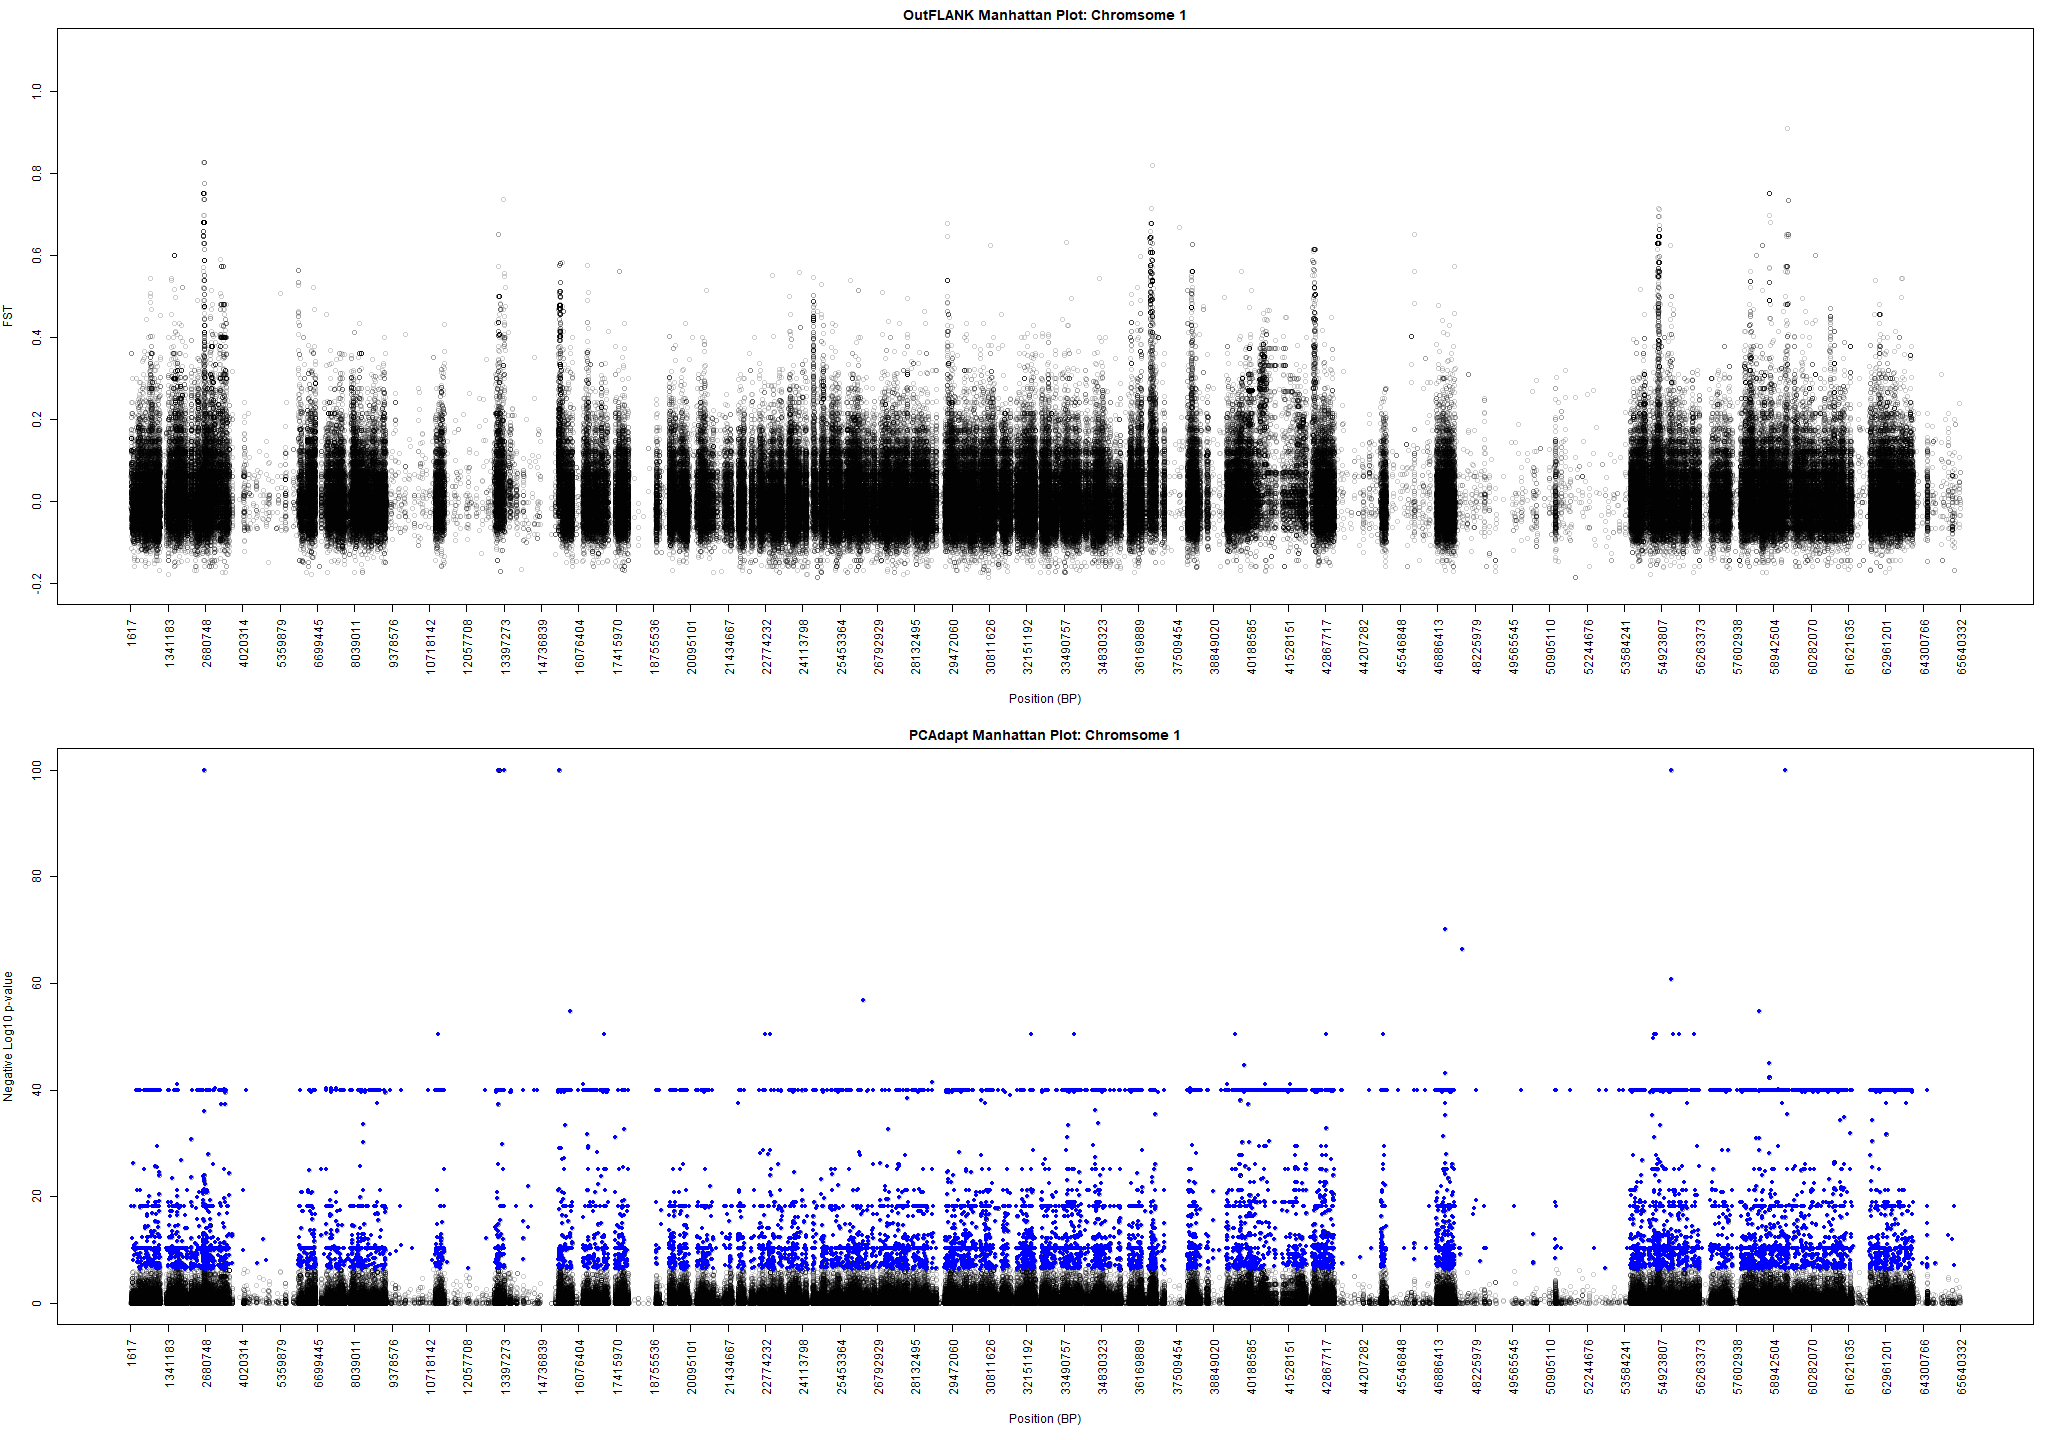 OutFLANK Manhattan Plot: Chromsome 1
FST
1.0
0.8
0.6
0.4
0.2
0.0
-0.2
1617 1341183 2680748 4020314 5359879 6699445 8039011 9378576 10718142 12057708 13397273 14736839 16076404 17415970 18755536 20095101 21434667 22774232 24113798 25453364 26792929 28132495 29472060 30811626 32151192 33490757 34830323 36169889 37509454 38849020 40188585 41528151 42867717 44207282 45546848 46886413 48225979 49565545 50905110 52244676 53584241 54923807 56263373 57602938 58942504 60282070 61621635 62961201 64300766 65640332
Position (BP)
PCAdapt Manhattan Plot: Chromsome 1
Negative Log10 p-value
100
80
60
40
20
0
1617 1341183 2680748 4020314 5359879 6699445 8039011 9378576 10718142 12057708 13397273 14736839 16076404 17415970 18755536 20095101 21434667 22774232 24113798 25453364 26792929 28132495 29472060 30811626 32151192 33490757 34830323 36169889 37509454 38849020 40188585 41528151 42867717 44207282 45546848 46886413 48225979 49565545 50905110 52244676 53584241 54923807 56263373 57602938 58942504 60282070 61621635 62961201 64300766 65640332
Position (BP)